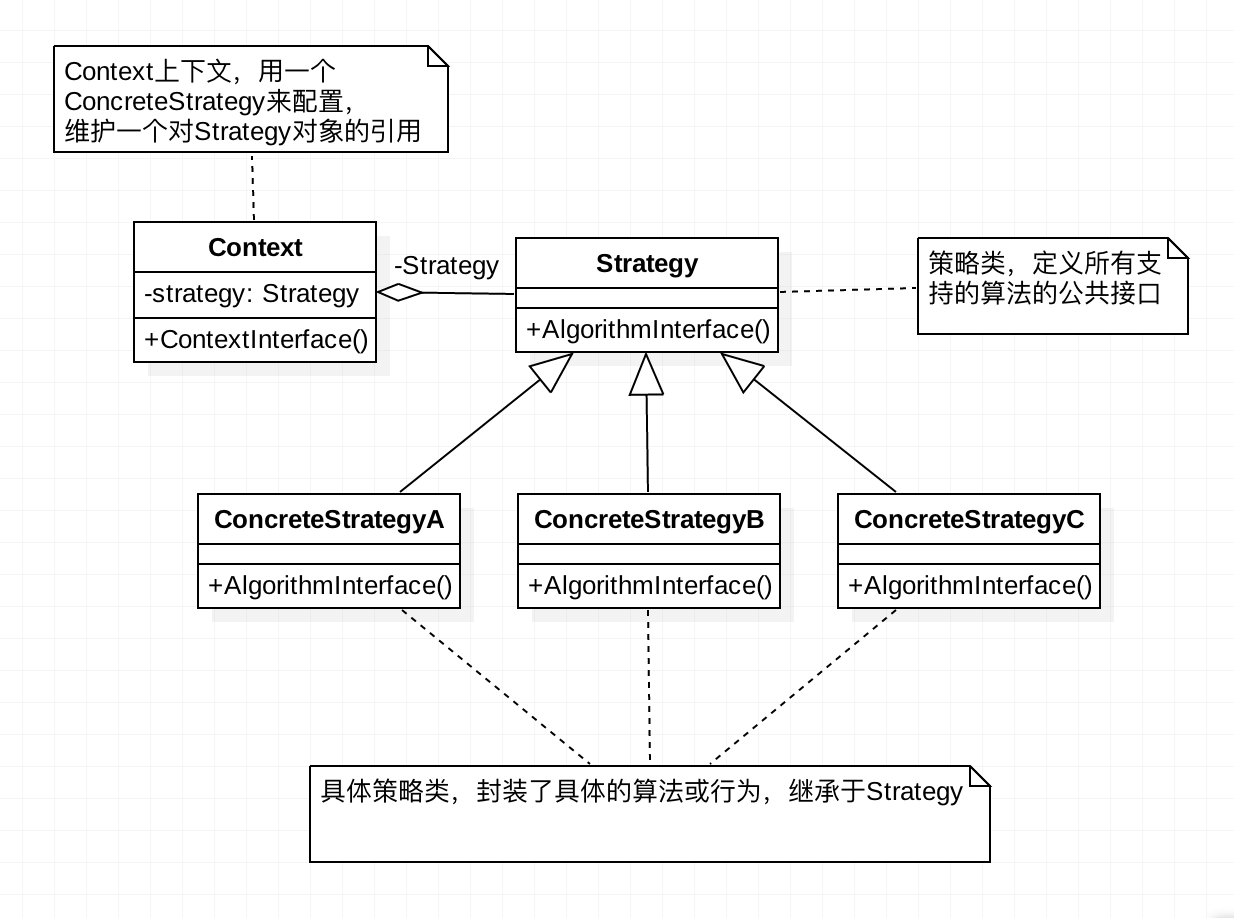 Context上下文，用一个
ConcreteStrategy来配置，
维护一个对Strategy对象的引用
Context
-strategy: Strategy
+ContextInterface()
-Strategy
Strategy
+AlgorithmInterface()
策略类，定义所有支
持的算法的公共接口
ConcreteStrategyA
+AlgorithmInterface()
ConcreteStrategyB
+AlgorithmInterface()
ConcreteStrategyC
+AlgorithmInterface()
具体策略类，封装了具体的算法或行为，继承于Strategy